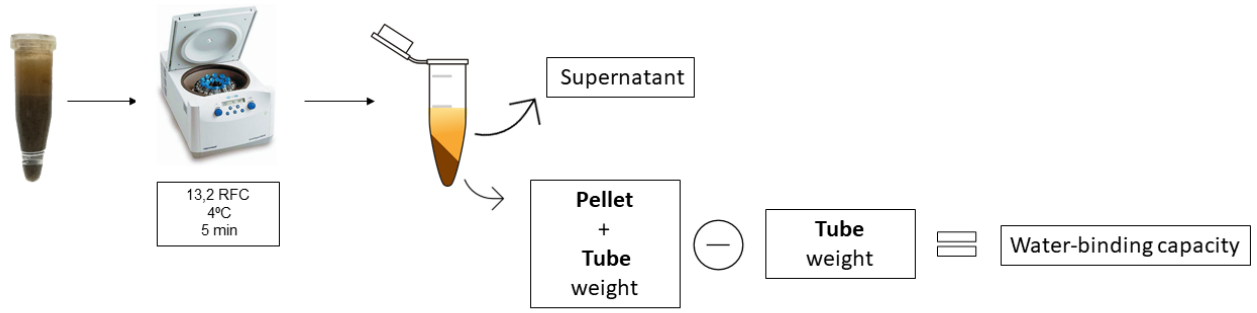 Supernatant
13,2 RFC
4ºC
5 min
Pellet
+
Tube
weight
Tube
weight
Water-binding capacity